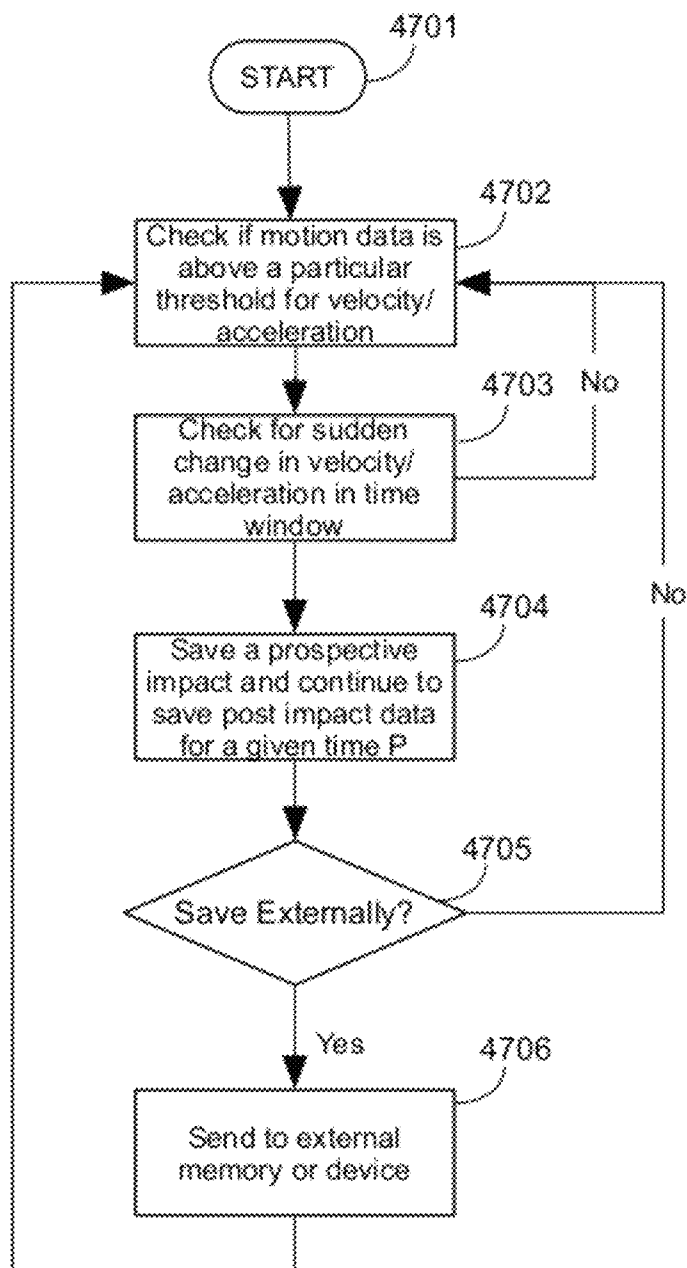 4701
START
4702
Check if motion data is
above a particular
threshold for velocity/
acceleration
4703
No
Check for sudden
change in velocity/
acceleration in time
window
No
4704
Save a prospective
impact and continue to
save post impact data
for a given time P
4705
Save Externally?
Yes
4706
Send to external
memory or device